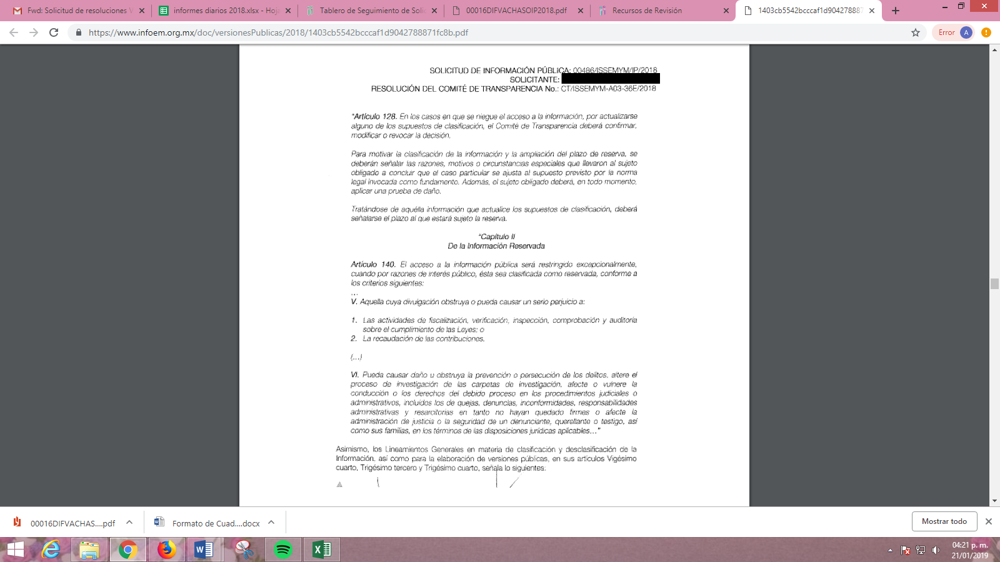 Fwd: Solicitud de resoluciones V
informes diarios 2018.xlsx - Hoja
Tablero de Seguimiento de Solic
00016DIFVACHASOIP2018.pdf
Recursos de Revisión
1403cb5542bcccaf1d9042788871
https://www.infoem.org.mx/doc/versionesPublicas/2018/1403cb5542bcccaf1d9042788871fc8b.pdf
Error
A
SOLICITUD DE INFORMACIÓN PÚBLICA: 00486/ISSEMYM/IP/2018
SOLICITANTE:
RESOLUCIÓN DEL COMITÉ DE TRANSPARENCIA No.: CT/ISSEMYM-A03-36E/2018
"Artículo 128. En los casos en que se niegue el acceso a la información, por actualizarse
alguno de los supuestos de clasificación, el Comité de Transparencia deberá confirmar,
modificar o revocar la decisión.
Para motivar la clasificación de la información y la ampliación del plazo de reserva, se
deberán señalar las razones, motivos o circunstancias especiales que llevaron al sujeto
obligado a concluir que el caso particular se ajusta al supuesto previsto por la norma
legal invocada como fundamento. Además, el sujeto obligado deberá, en todo momento,
aplicar una prueba de daño.
Tratándose de aquélla información que actualice los supuestos de clasificación, deberá
señalarse el plazo al que estará sujeto la reserva.
"Capítulo II
De la Información Reservada
Artículo 140. El acceso a la información pública será restringido excepcionalmente,
cuando por razones de interés público, ésta sea clasificada como reservada, conforme a
los criterios siguientes:
...
V. Aquella cuya divulgación obstruya o pueda causar un serio perjuicio a:
1. Las actividades de fiscalización, verificación, inspección, comprobación y auditoría
sobre el cumplimiento de las Leyes; o
2. La recaudación de las contribuciones.
(...)
VI. Pueda causar daño u obstruya la prevención o persecución de los delitos, altere el
proceso de investigación de las carpetas de investigación, afecte o vulnere la
conducción o los derechos del debido proceso en los procedimientos judiciales o
administrativos, incluidos los de quejas, denuncias, inconformidades, responsabilidades
administrativas y resarcitorias en tanto no hayan quedado firmes o afecte la
administración de justicia o la seguridad de un denunciante, querellante o testigo, así
como sus familias, en los términos de las disposiciones jurídicas aplicables..."
Asimismo, los Lineamientos Generales en materia de clasificación y desclasificación de la
Información, así como para la elaboración de versiones públicas, en sus artículos Vigésimo
cuarto, Trigésimo tercero y Trigésimo cuarto, señala lo siguientes:
00016DIFVACHAS....pdf
Formato de Cuad....docx
Mostrar todo
04:21 p. m.
21/01/2019